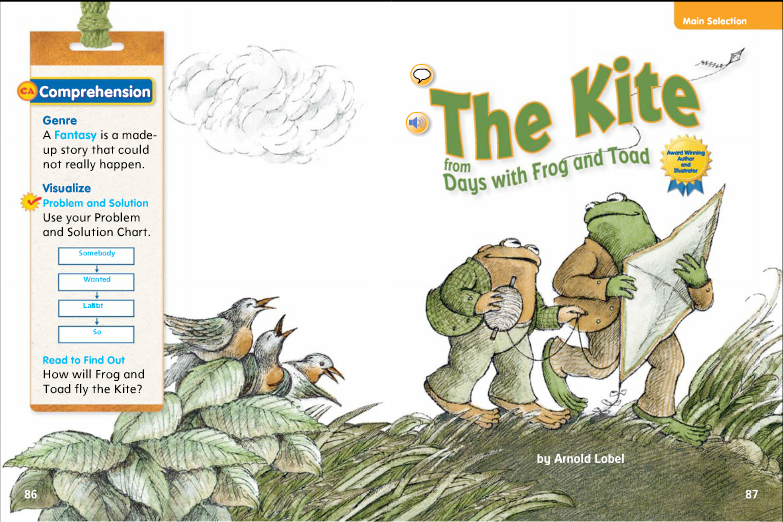 Main Selection
CA Comprehension
Genre
A Fantasy is a made-
up story that could
not really happen.
Visualize
Problem and Solution
Use your Problem
and Solution Chart.
Somebody
Wanted
So
Read to Find Out
How will Frog and
Toad fly the Kite?
The Kite
from
Days with Frog and Toad
Award Winning
Author
and
Illustrator
by Arnold Lobel
86
87